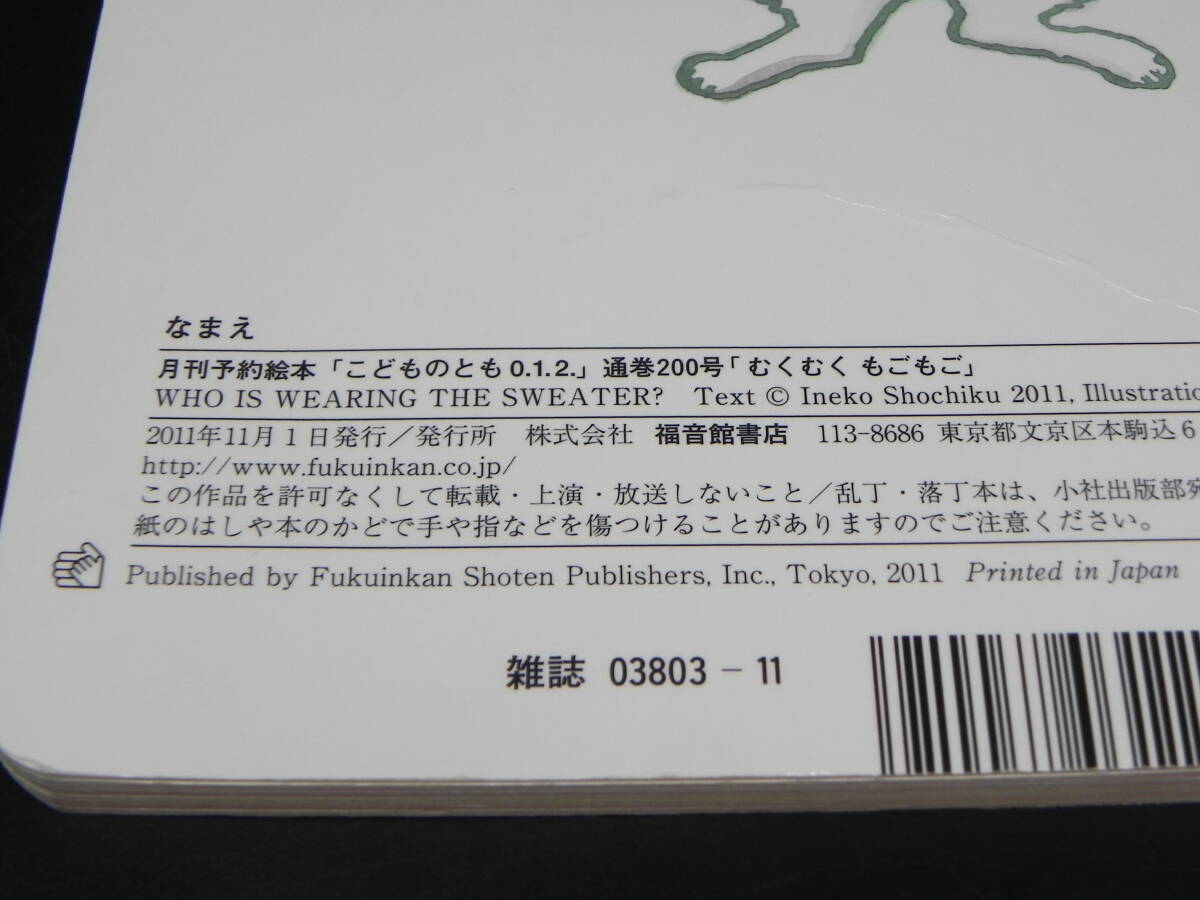 なまえ
月刊予約絵本「こどものとも0.1.2.」通巻200号「むくむく もごもご」
WHO IS WEARING THE SWEATER? Text © Ineko Shochiku 2011, Illustration
2011年11月1日発行／発行所 株式会社 福音館書店 113-8686 東京都文京区本駒込6
http://www.fukuinkan.co.jp/
この作品を許可なくして転載・上演・放送しないこと／乱丁・落丁本は、小社出版部宛
紙のはしや本のかどで手や指などを傷つけることがありますのでご注意ください。
Published by Fukuinkan Shoten Publishers, Inc., Tokyo, 2011 Printed in Japan
雑誌 03803－11